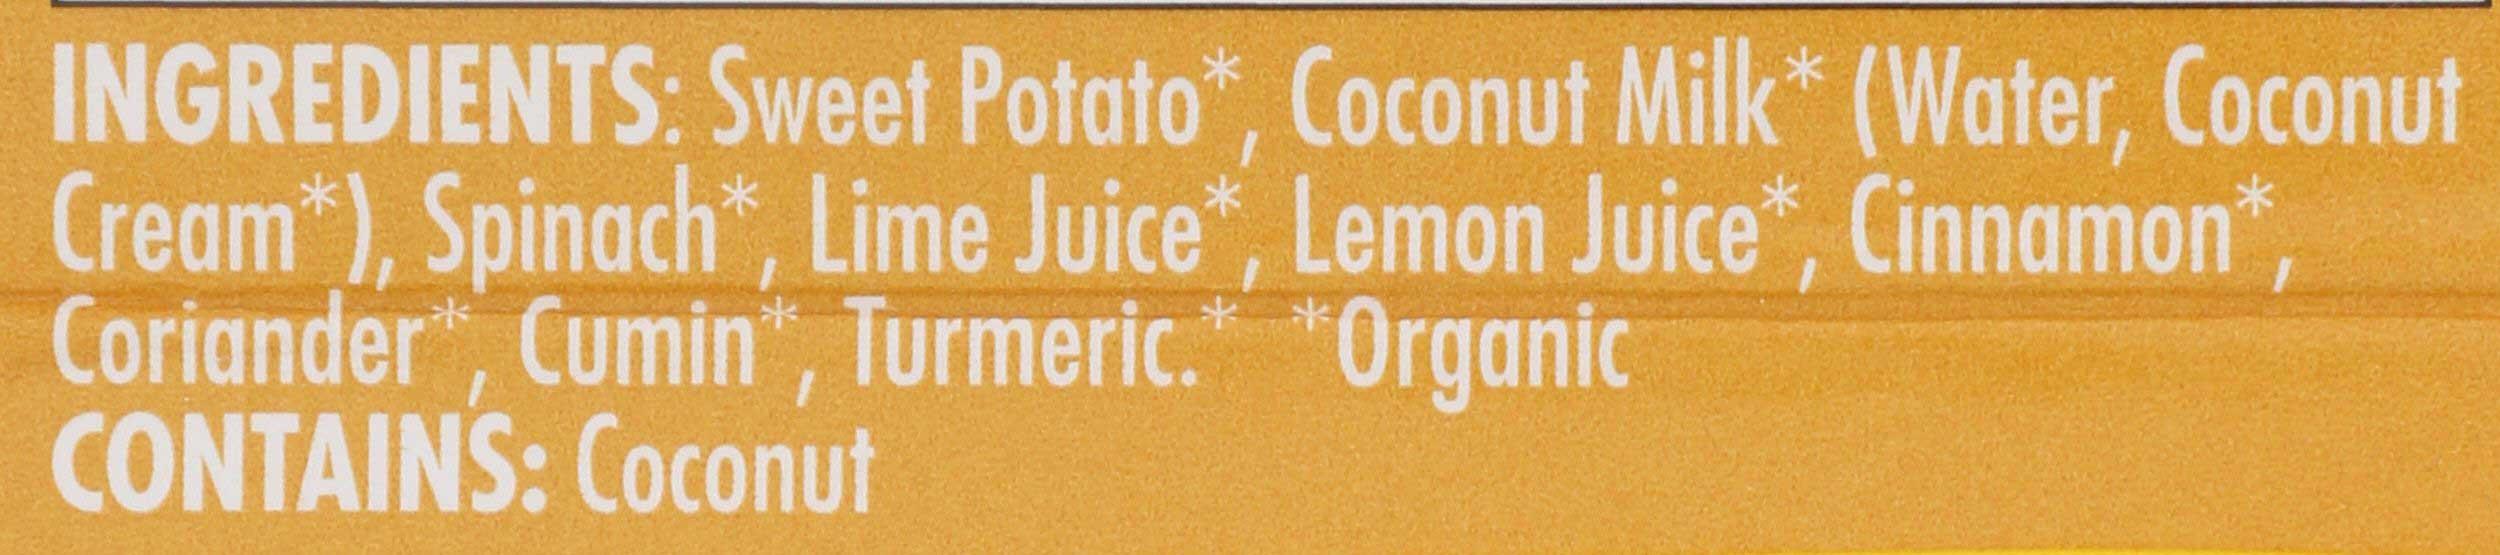 INGREDIENTS: Sweet Potato*, Coconut Milk* (Water, Coconut
Cream*), Spinach*, Lime Juice*, Lemon Juice*, Cinnamon*,
Coriander*, Cumin*, Turmeric.* *Organic
CONTAINS: Coconut